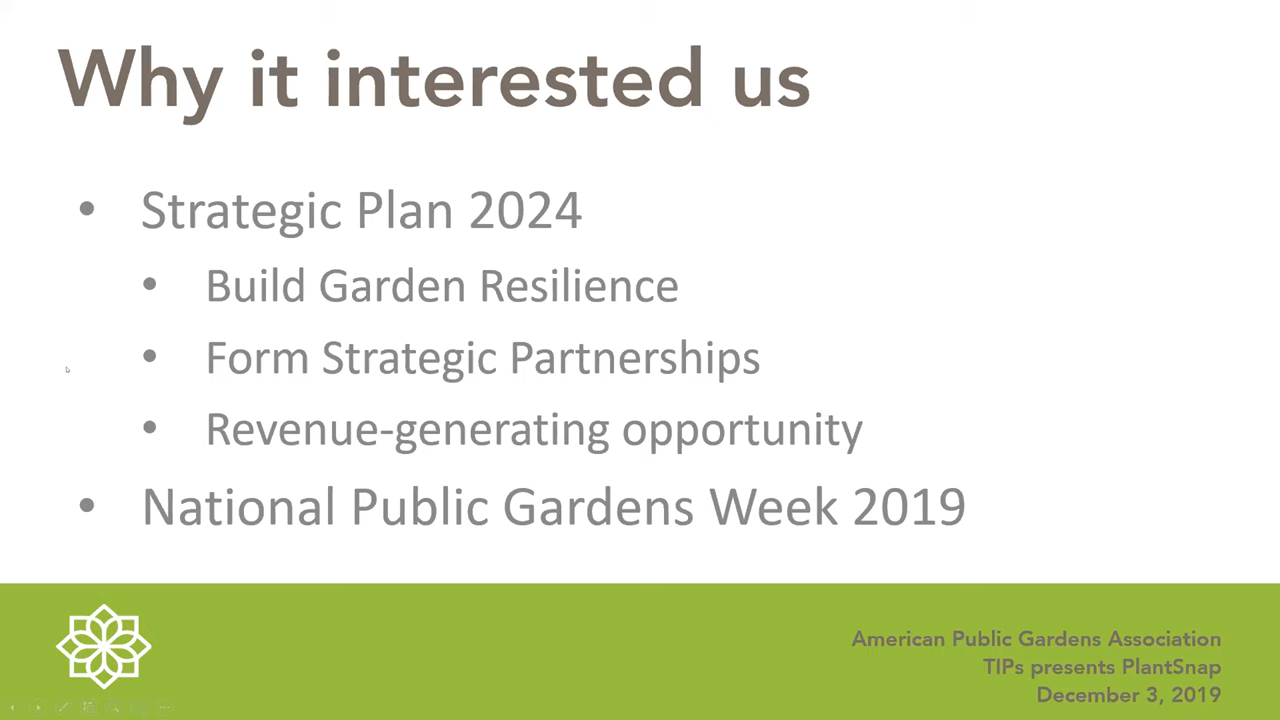 Why it interested us
• Strategic Plan 2024
• Build Garden Resilience
• Form Strategic Partnerships
• Revenue-generating opportunity
• National Public Gardens Week 2019
American Public Gardens Association
TIPs presents PlantSnap
December 3, 2019